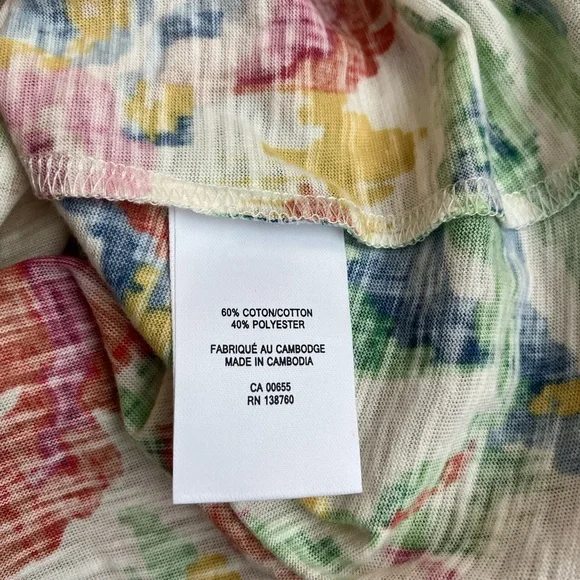 60% COTON/COTTON
40% POLYESTER
FABRIQUÉ AU CAMBODGE
MADE IN CAMBODIA
CA 00655
RN 138760